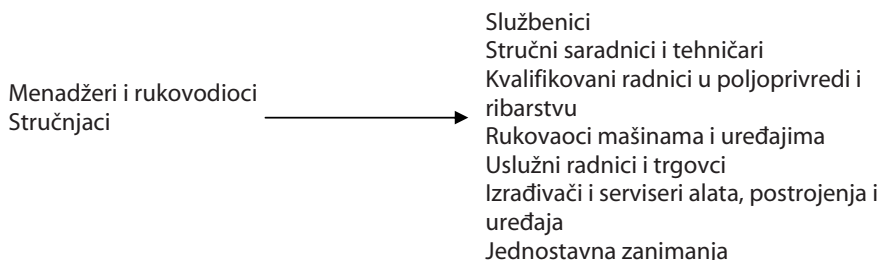 Menadžeri i rukovodioci
Stručnjaci
Službenici
Stručni saradnici i tehničari
Kvalifikovani radnici u poljoprivredi i
ribarstvu
Rukovaoci mašinama i uređajima
Uslužni radnici i trgovci
Izrađivači i serviseri alata, postrojenja i
uređaja
Jednostavna zanimanja